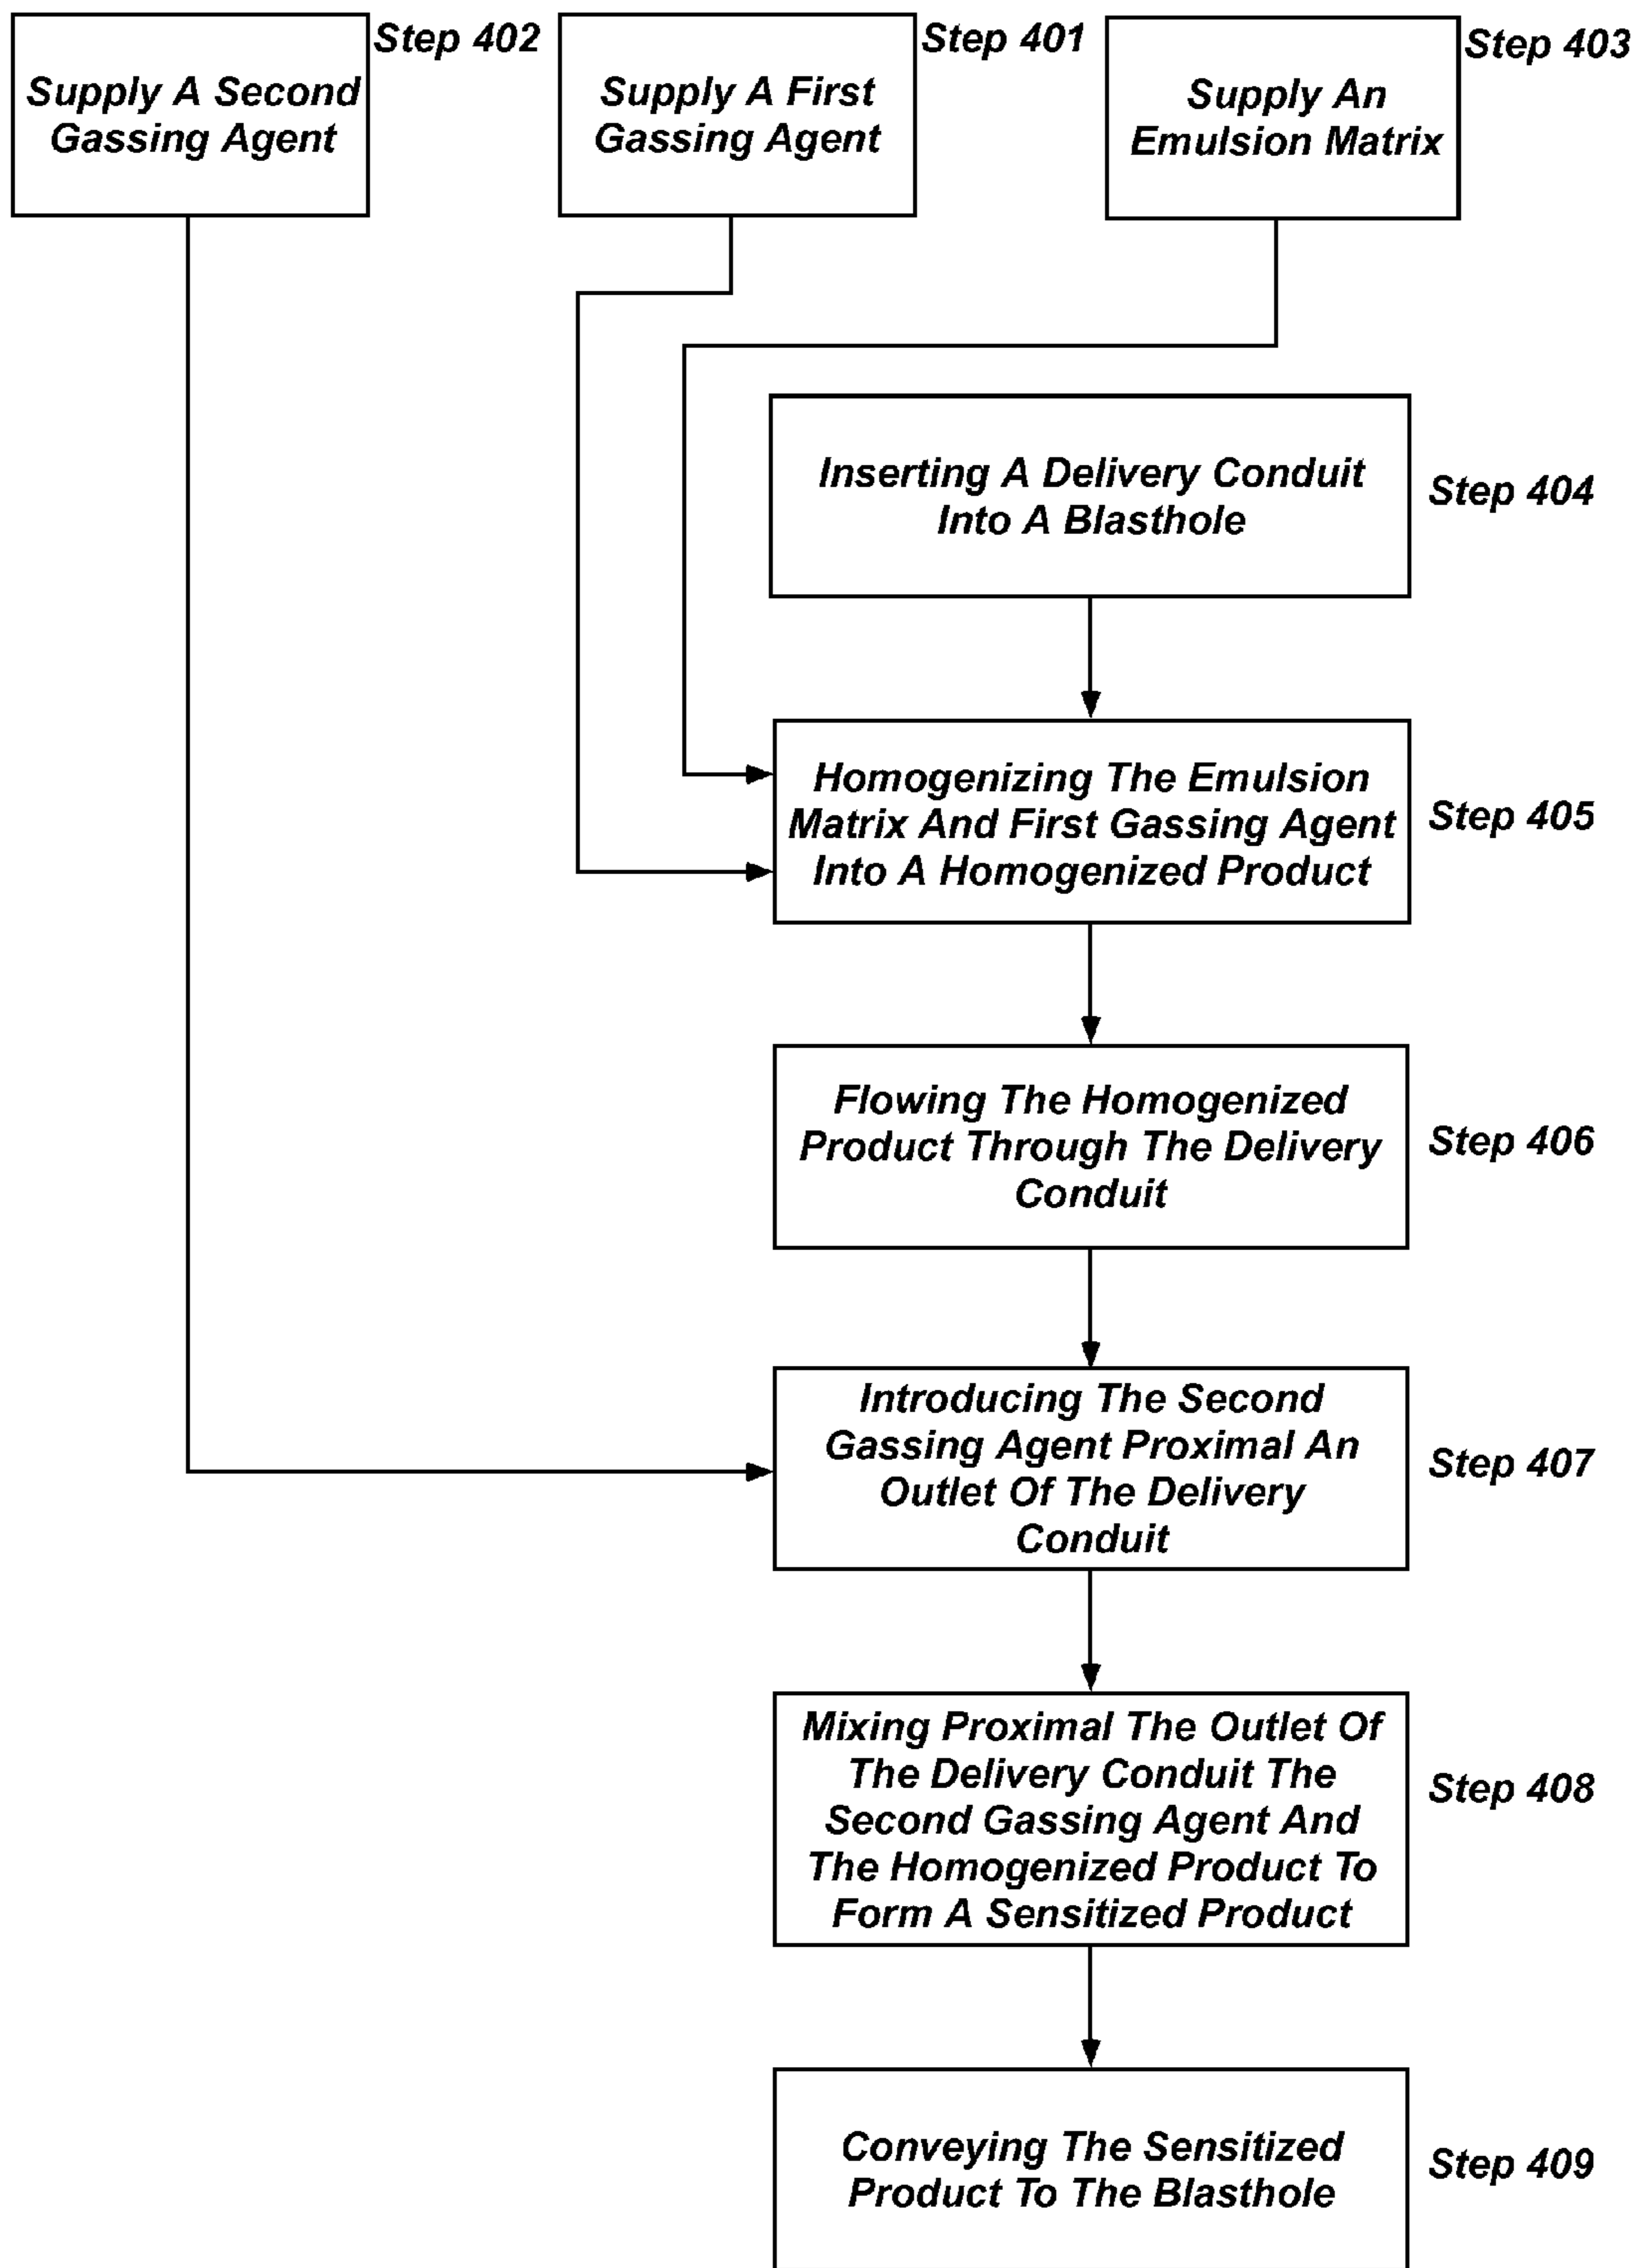 Step 402
Supply A Second
Gassing Agent
Step 401
Supply A First
Gassing Agent
Step 403
Supply An
Emulsion Matrix
Inserting A Delivery Conduit
Into A Blasthole
Step 404
Homogenizing The Emulsion
Matrix And First Gassing Agent
Into A Homogenized Product
Step 405
Flowing The Homogenized
Product Through The Delivery
Conduit
Step 406
Introducing The Second
Gassing Agent Proximal An
Outlet Of The Delivery
Conduit
Step 407
Mixing Proximal The Outlet Of
The Delivery Conduit The
Second Gassing Agent And
The Homogenized Product To
Form A Sensitized Product
Step 408
Conveying The Sensitized
Product To The Blasthole
Step 409